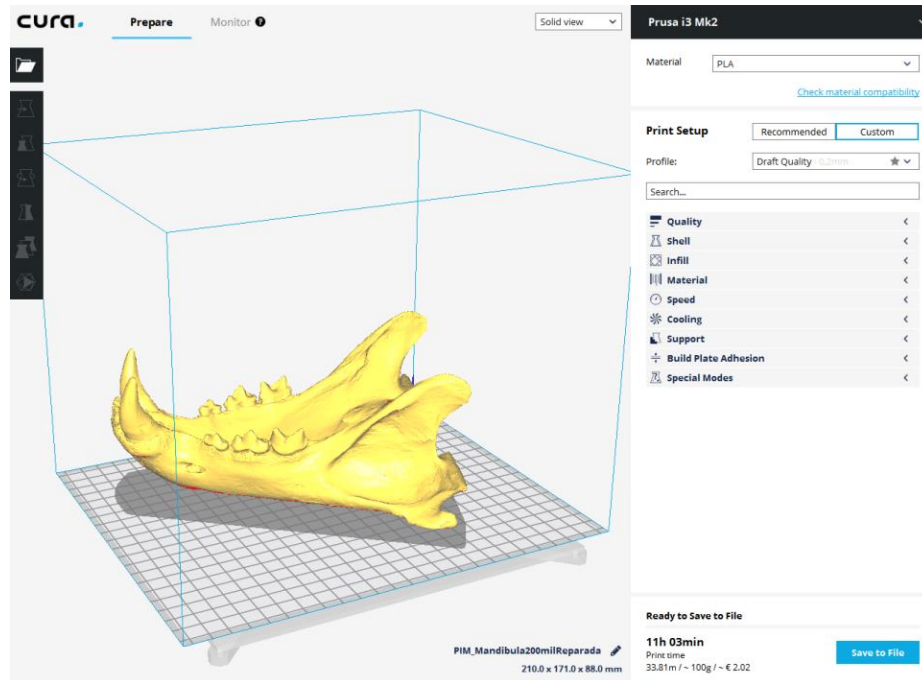 cura.
Prepare
Monitor ?
Solid view
Prusa i3 Mk2
Material
PLA
Check material compatibility
Print Setup
Recommended
Custom
Profile:
Draft Quality - 0.2mm
Search...
Quality
Shell
Infill
Material
Speed
Cooling
Support
Build Plate Adhesion
Special Modes
PIM_Mandibula200milReparada
210.0 x 171.0 x 88.0 mm
Ready to Save to File
11h 03min
Print time
33.81m / ~ 100g / ~ € 2.02
Save to File